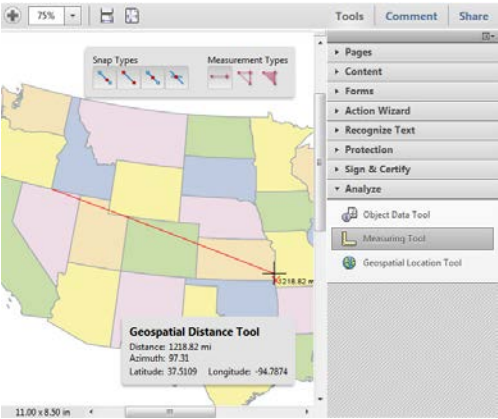 75%
Tools Comment Share
Snap Types Measurement Types
Pages
Content
Forms
Action Wizard
Recognize Text
Protection
Sign & Certify
Analyze
Object Data Tool
Measuring Tool
Geospatial Location Tool
1218.82 m
Geospatial Distance Tool
Distance: 1218.82 mi
Azimuth: 97.31
Latitude: 37.5109 Longitude: -94.7874
11.00 x 8.50 in